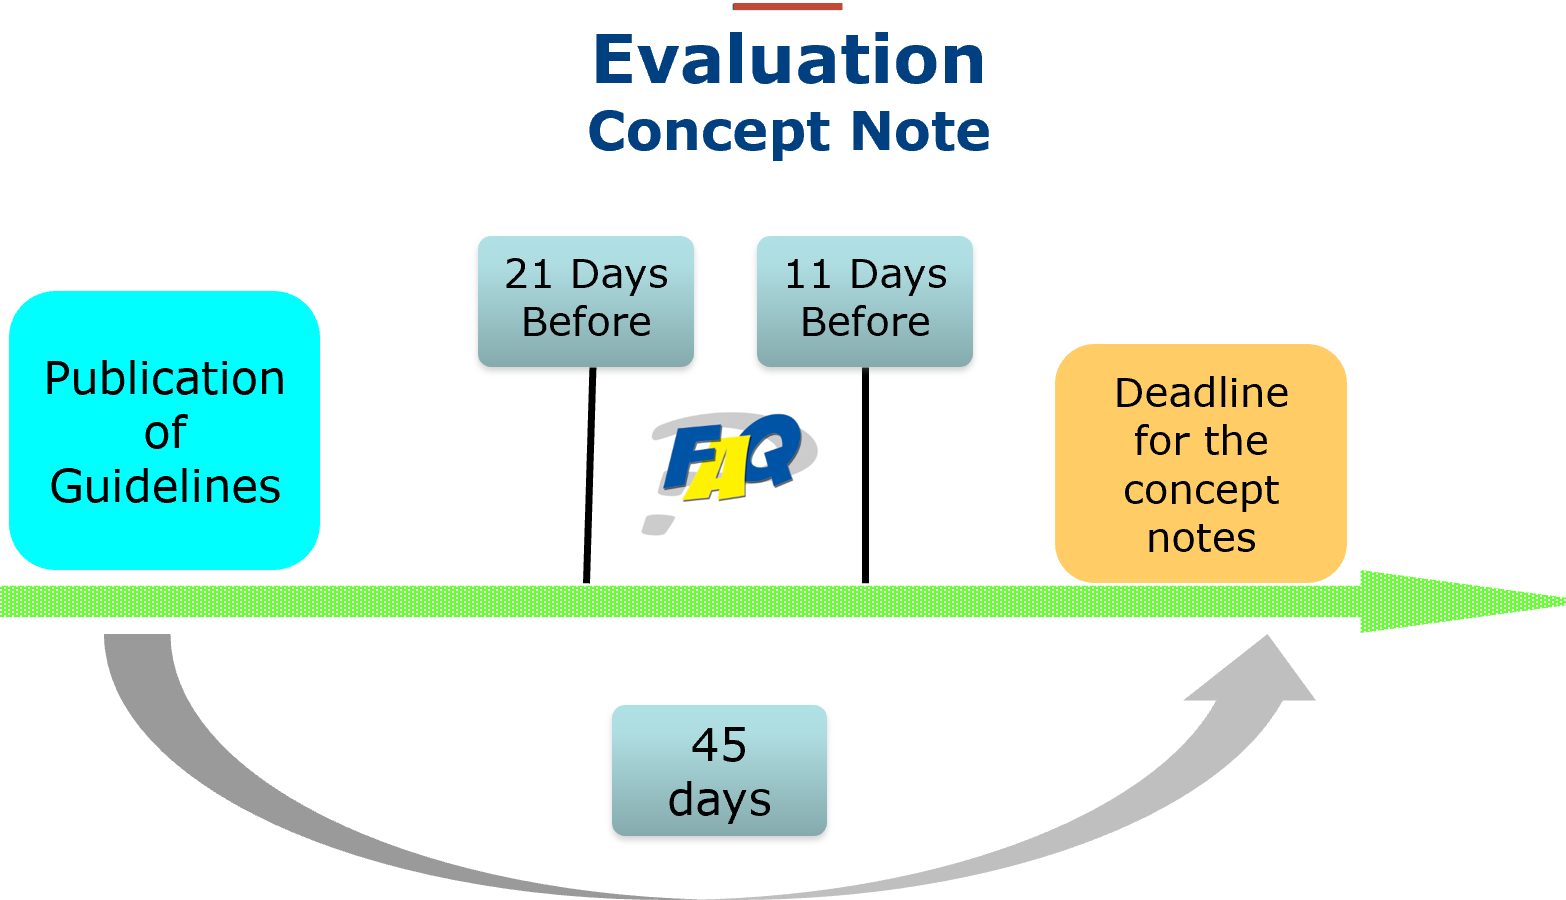 Evaluation
Concept Note
21 Days
Before
11 Days
Before
Publication
of
Guidelines
FAQ
Deadline
for the
concept
notes
45
days